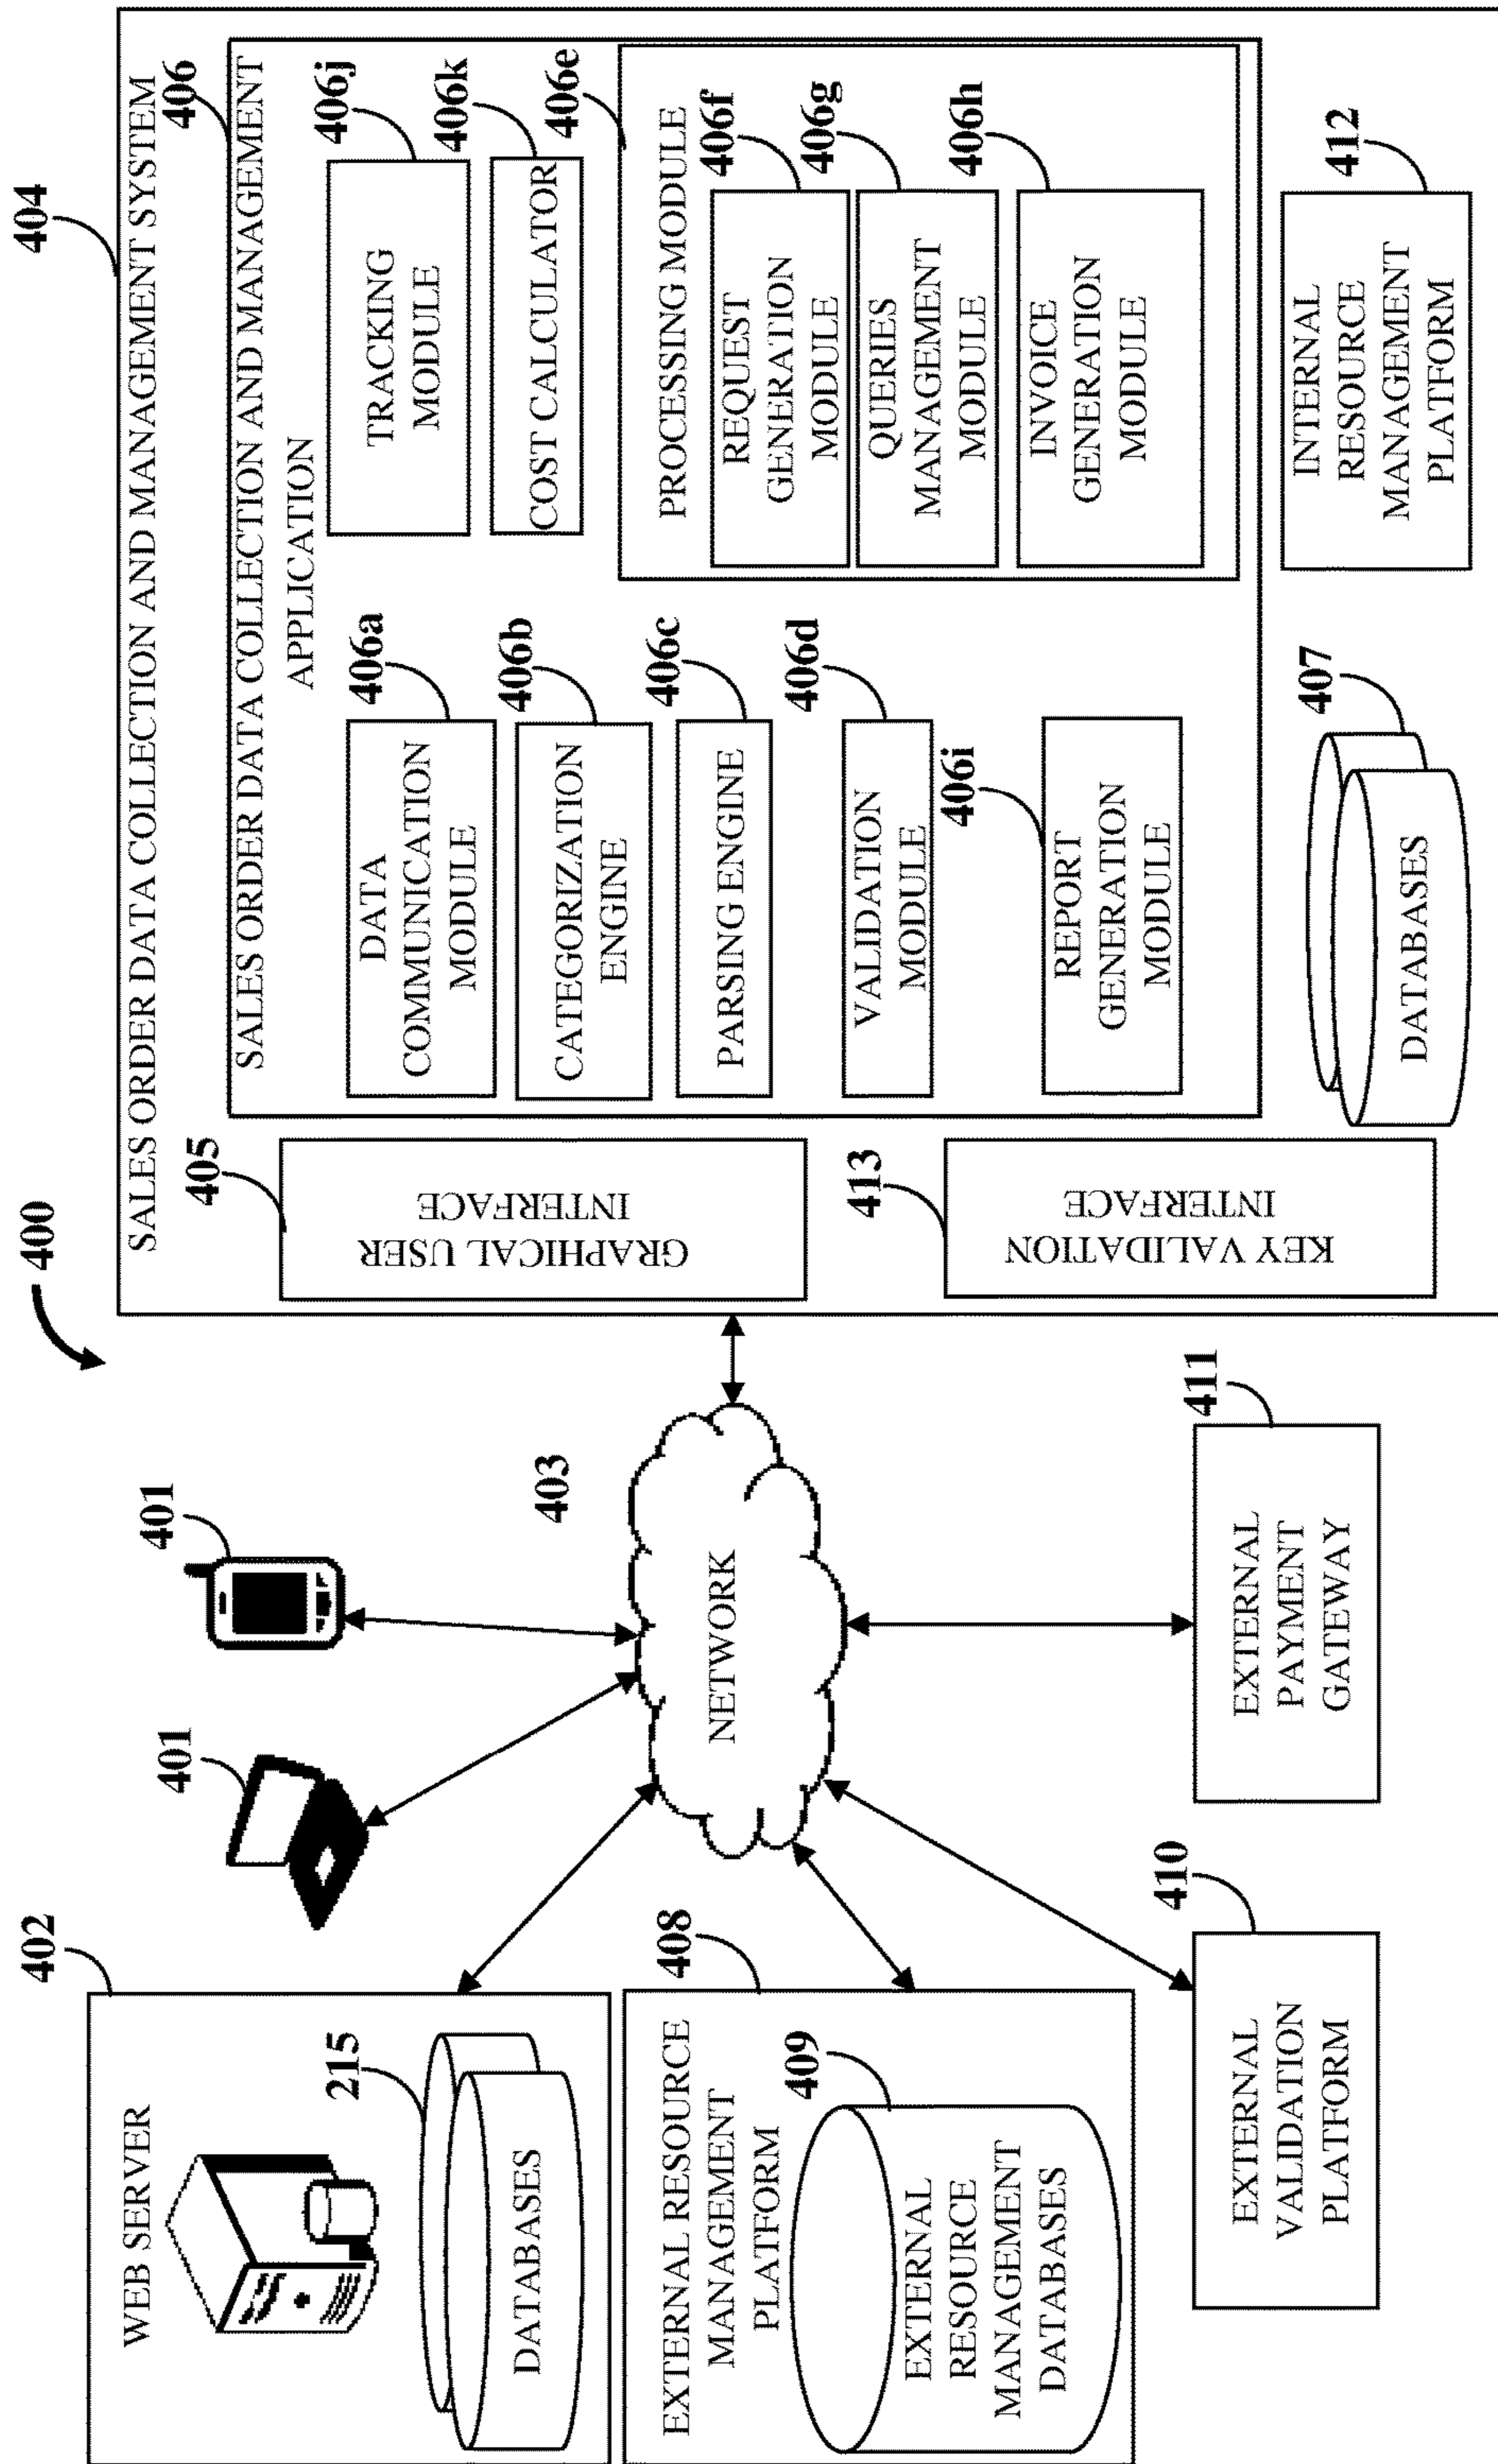 400
404
SALES ORDER DATA COLLECTION AND MANAGEMENT SYSTEM
406
SALES ORDER DATA COLLECTION AND MANAGEMENT
APPLICATION
406a
DATA
COMMUNICATION
MODULE
406b
CATEGORIZATION
ENGINE
406c
PARSING ENGINE
406d
VALIDATION
MODULE
406i
REPORT
GENERATION
MODULE
406j
TRACKING
MODULE
406k
COST CALCULATOR
406e
PROCESSING MODULE
406f
REQUEST
GENERATION
MODULE
406g
QUERIES
MANAGEMENT
MODULE
406h
INVOICE
GENERATION
MODULE
405
GRAPHICAL USER
INTERFACE
413
KEY VALIDATION
INTERFACE
407
DATABASES
412
INTERNAL
RESOURCE
MANAGEMENT
PLATFORM
402
WEB SERVER
215
DATABASES
401
401
403
NETWORK
408
EXTERNAL RESOURCE
MANAGEMENT
PLATFORM
409
EXTERNAL
RESOURCE
MANAGEMENT
DATABASES
410
EXTERNAL
VALIDATION
PLATFORM
411
EXTERNAL
PAYMENT
GATEWAY